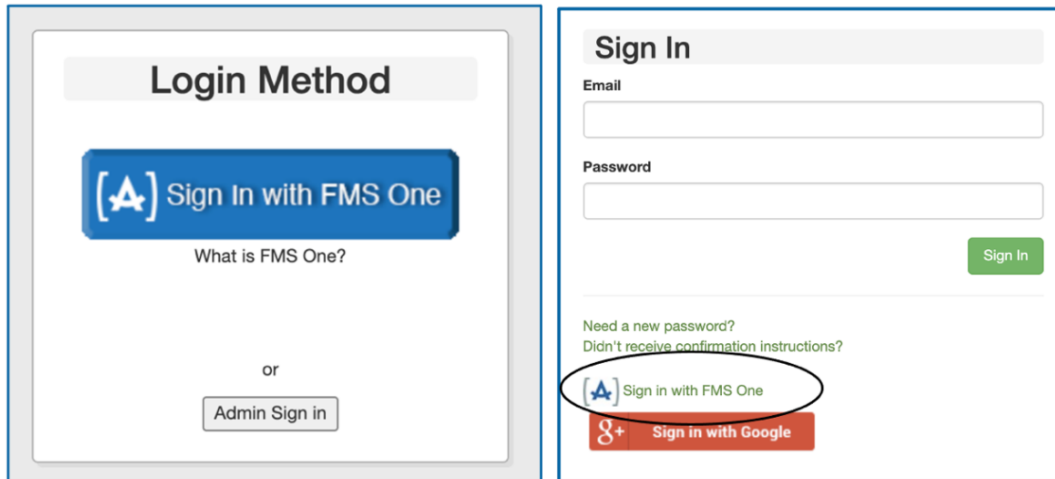 Login Method
[A] Sign In with FMS One
What is FMS One?
or
Admin Sign in
Sign In
Email
Password
Sign In
Need a new password?
Didn't receive confirmation instructions?
[A] Sign in with FMS One
g+ Sign in with Google